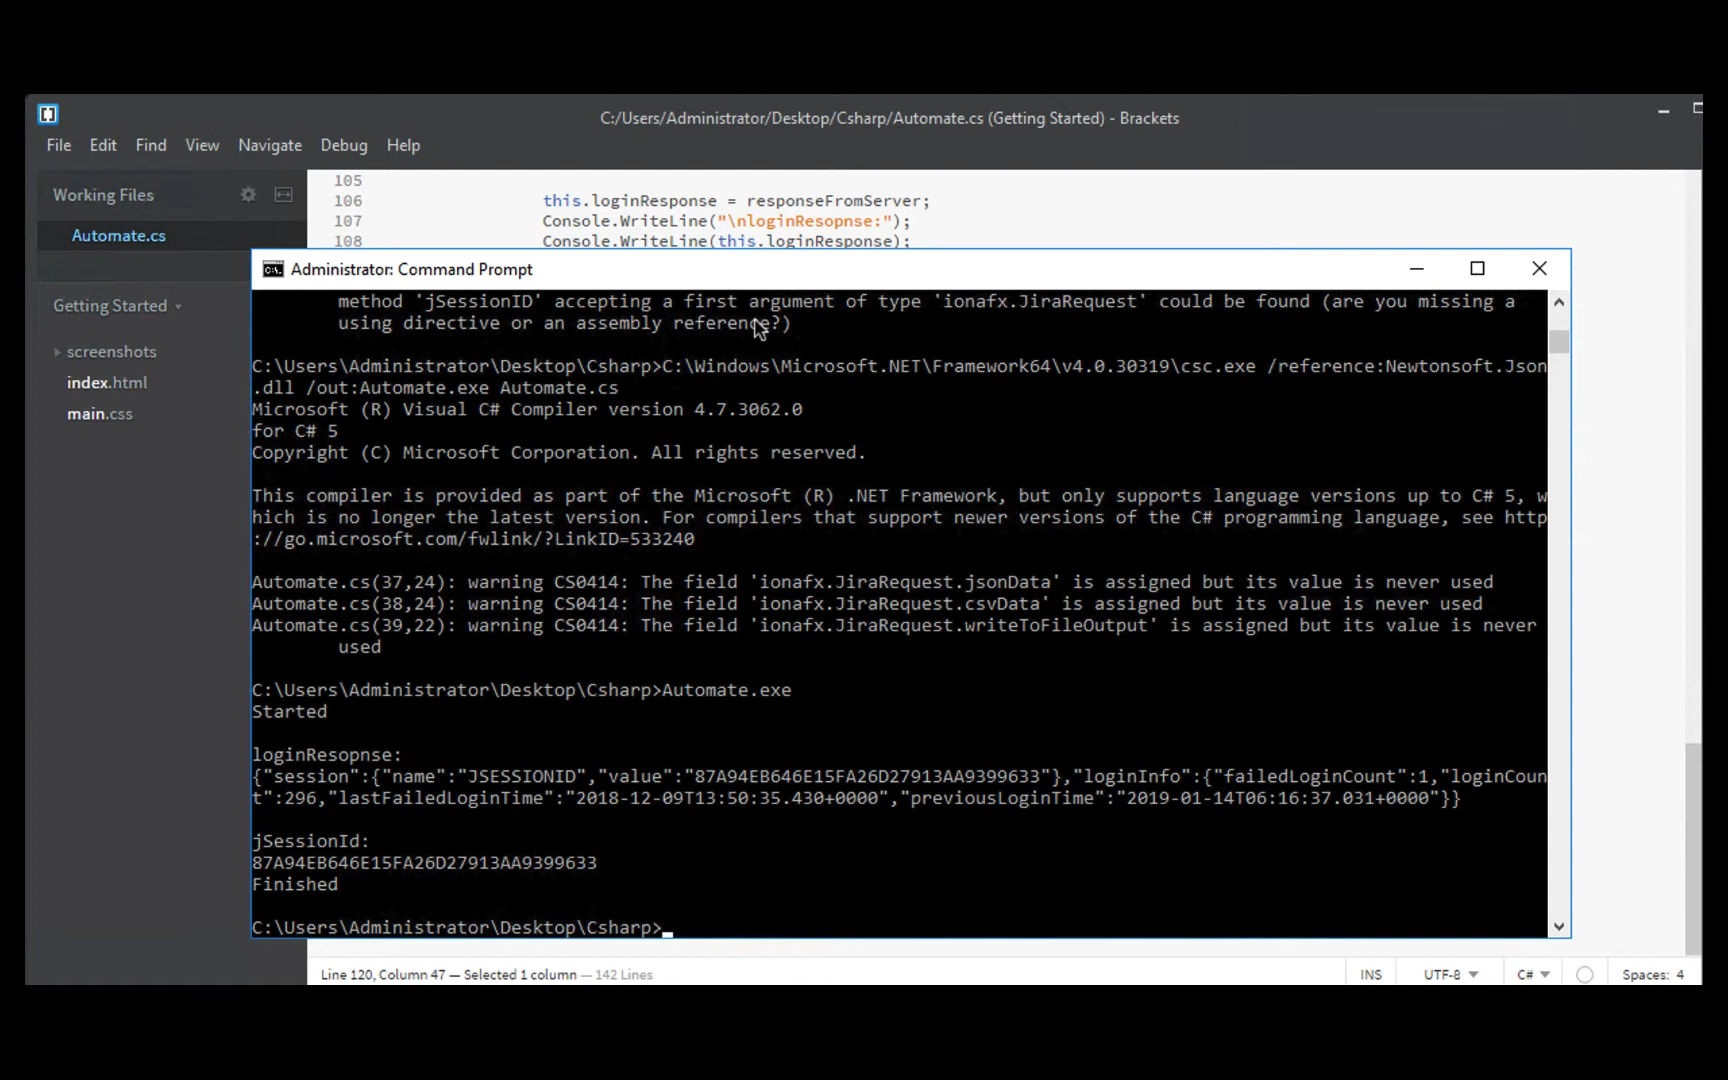 C:/Users/Administrator/Desktop/Csharp/Automate.cs (Getting Started) - Brackets
File Edit Find View Navigate Debug Help
Working Files
Automate.cs
Getting Started
screenshots
index.html
main.css
105
106 this.loginResponse = responseFromServer;
107 Console.WriteLine("\nloginResopnse:");
108 Console.WriteLine(this.loginResponse);
Administrator: Command Prompt
method 'jSessionID' accepting a first argument of type 'ionafx.JiraRequest' could be found (are you missing a
using directive or an assembly reference?)
C:\Users\Administrator\Desktop\Csharp>C:\Windows\Microsoft.NET\Framework64\v4.0.30319\csc.exe /reference:Newtonsoft.Json
.dll /out:Automate.exe Automate.cs
Microsoft (R) Visual C# Compiler version 4.7.3062.0
for C# 5
Copyright (C) Microsoft Corporation. All rights reserved.
This compiler is provided as part of the Microsoft (R) .NET Framework, but only supports language versions up to C# 5, w
hich is no longer the latest version. For compilers that support newer versions of the C# programming language, see http
://go.microsoft.com/fwlink/?LinkID=533240
Automate.cs(37,24): warning CS0414: The field 'ionafx.JiraRequest.jsonData' is assigned but its value is never used
Automate.cs(38,24): warning CS0414: The field 'ionafx.JiraRequest.csvData' is assigned but its value is never used
Automate.cs(39,22): warning CS0414: The field 'ionafx.JiraRequest.writeToFileOutput' is assigned but its value is never
used
C:\Users\Administrator\Desktop\Csharp>Automate.exe
Started
loginResopnse:
{"session":{"name":"JSESSIONID","value":"87A94EB646E15FA26D27913AA9399633"},"loginInfo":{"failedLoginCount":1,"loginCoun
t":296,"lastFailedLoginTime":"2018-12-09T13:50:35.430+0000","previousLoginTime":"2019-01-14T06:16:37.031+0000"}}
jSessionId:
87A94EB646E15FA26D27913AA9399633
Finished
C:\Users\Administrator\Desktop\Csharp>
Line 120, Column 47 — Selected 1 column — 142 Lines
INS UTF-8 C# Spaces: 4